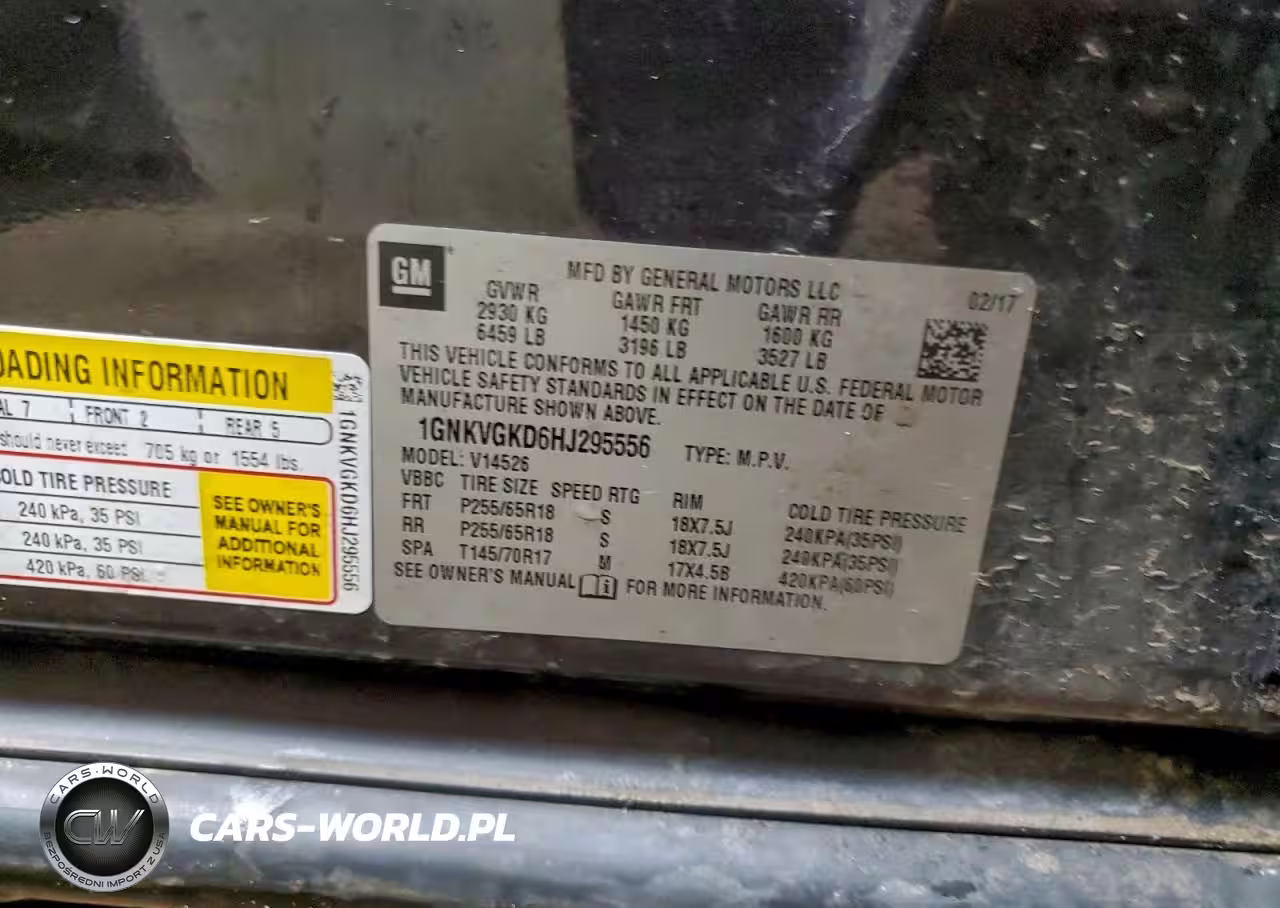 GM
MFD BY GENERAL MOTORS LLC
02/17
GVWR GAWR FRT GAWR RR
2930 KG 1450 KG 1600 KG
6459 LB 3196 LB 3527 LB
THIS VEHICLE CONFORMS TO ALL APPLICABLE U.S. FEDERAL MOTOR
VEHICLE SAFETY STANDARDS IN EFFECT ON THE DATE OF
MANUFACTURE SHOWN ABOVE.
1GNKVGKD6HJ295556 TYPE: M.P.V.
MODEL: V14526
VBBC TIRE SIZE SPEED RTG RIM COLD TIRE PRESSURE
FRT P255/65R18 S 18X7.5J 240KPA(35PSI)
RR P255/65R18 S 18X7.5J 240KPA(35PSI)
SPA T145/70R17 M 17X4.5B 420KPA(60PSI)
SEE OWNER'S MANUAL FOR MORE INFORMATION.
OADING INFORMATION
AL 7 FRONT 2 REAR 5
should never exceed 705 kg or 1554 lbs.
OLD TIRE PRESSURE
240 kPa, 35 PSI
240 kPa, 35 PSI
420 kPa, 60 PSI
SEE OWNER'S
MANUAL FOR
ADDITIONAL
INFORMATION
1GNKVGKD6HJ295556
CARS-WORLD
CW
BEZPOŚREDNI IMPORT Z USA
CARS-WORLD.PL